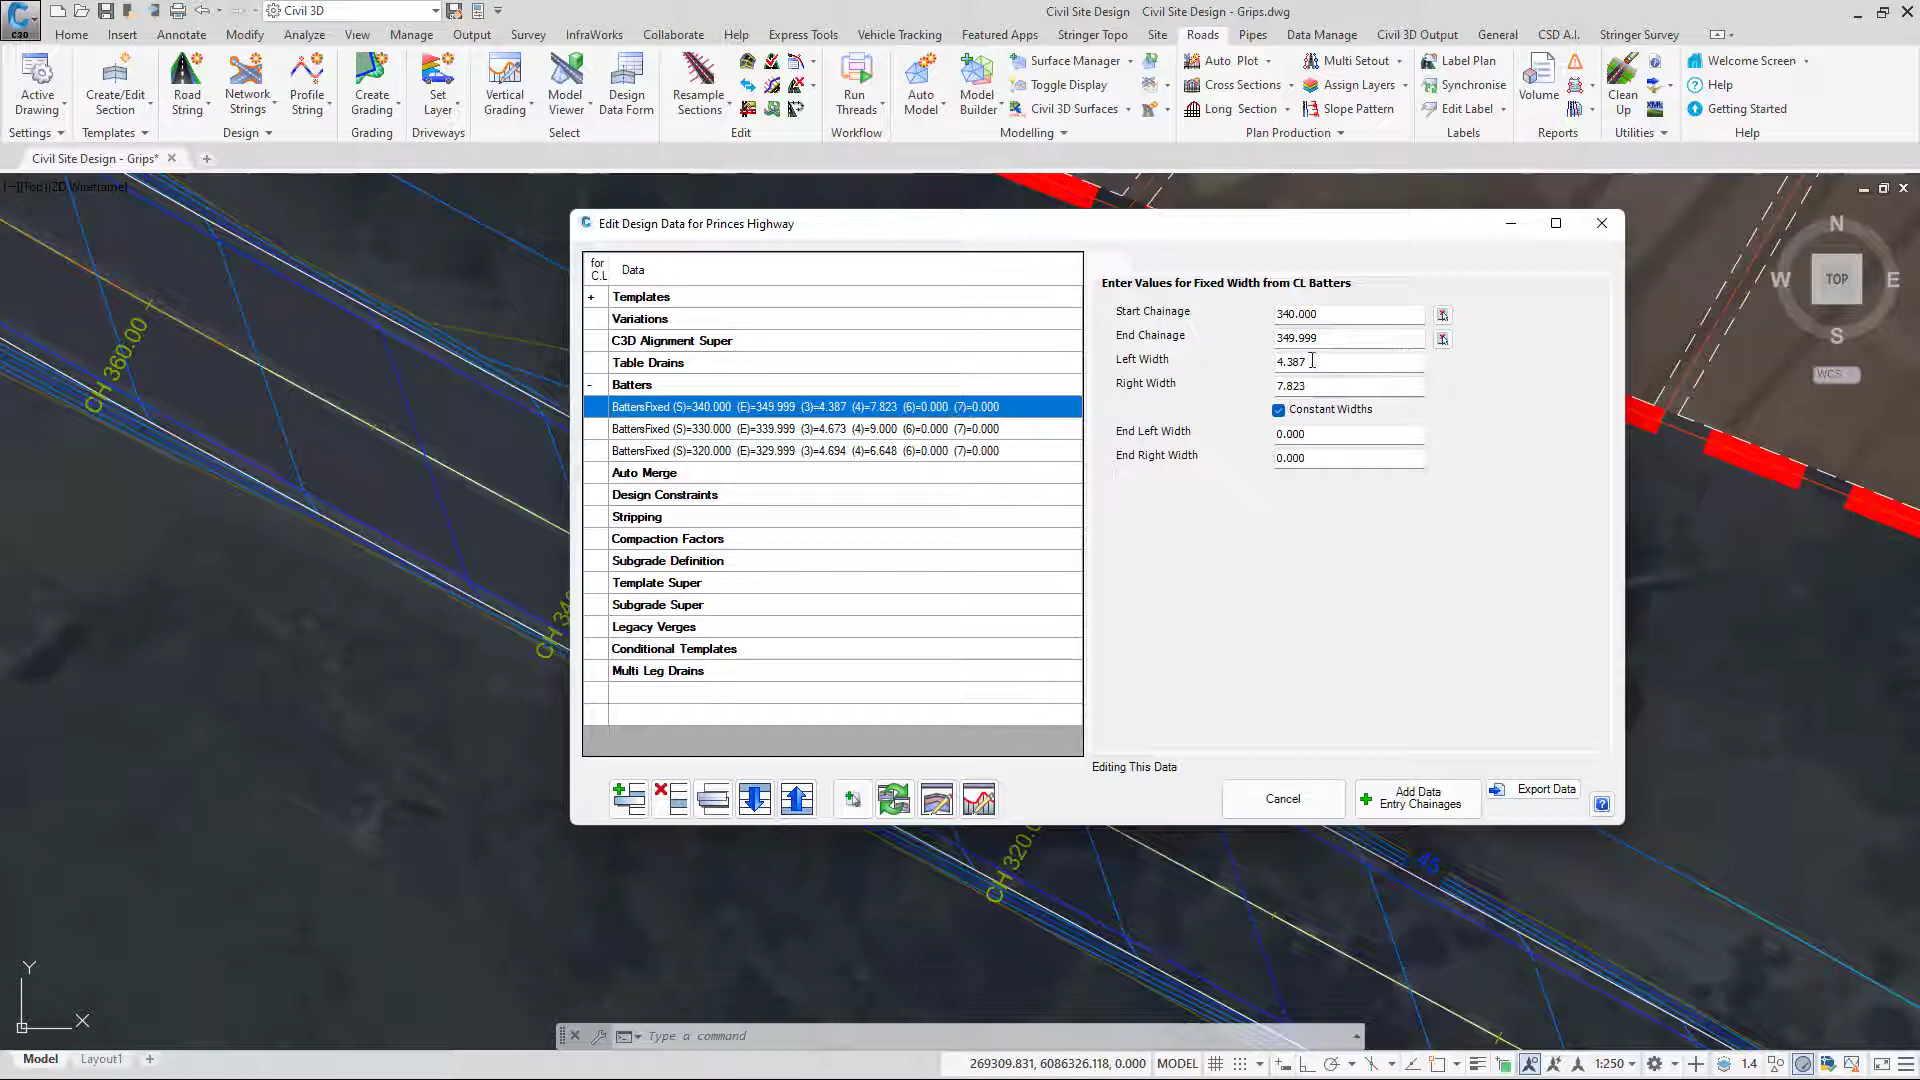 C3D
Civil 3D
Civil Site Design   Civil Site Design - Grips.dwg
Home Insert Annotate Modify Analyze View Manage Output Survey InfraWorks Collaborate Help Express Tools Vehicle Tracking Featured Apps Stringer Topo Site Roads Pipes Data Manage Civil 3D Output General CSD A.I. Stringer Survey
Active Drawing
Create/Edit Section
Road String
Network Strings
Profile String
Create Grading
Set Layer
Vertical Grading
Model Viewer
Design Data Form
Resample Sections
Run Threads
Auto Model
Model Builder
Surface Manager
Toggle Display
Civil 3D Surfaces
Auto Plot
Cross Sections
Long Section
Multi Setout
Assign Layers
Slope Pattern
Label Plan
Synchronise
Edit Label
Volume
Clean Up
Welcome Screen
Help
Getting Started
Settings Templates Design Grading Driveways Select Edit Workflow Modelling Plan Production Labels Reports Utilities Help
Civil Site Design - Grips*
[−][Top][2D Wireframe]
N
W TOP E
S
WCS
CH 360.00
CH 340
CH 320.0
45
Edit Design Data for Princes Highway
for C.L Data
+ Templates
Variations
C3D Alignment Super
Table Drains
- Batters
BattersFixed (S)=340.000 (E)=349.999 (3)=4.387 (4)=7.823 (6)=0.000 (7)=0.000
BattersFixed (S)=330.000 (E)=339.999 (3)=4.673 (4)=9.000 (6)=0.000 (7)=0.000
BattersFixed (S)=320.000 (E)=329.999 (3)=4.694 (4)=6.648 (6)=0.000 (7)=0.000
Auto Merge
Design Constraints
Stripping
Compaction Factors
Subgrade Definition
Template Super
Subgrade Super
Legacy Verges
Conditional Templates
Multi Leg Drains
Enter Values for Fixed Width from CL Batters
Start Chainage 340.000
End Chainage 349.999
Left Width 4.387
Right Width 7.823
Constant Widths
End Left Width 0.000
End Right Width 0.000
Editing This Data
Cancel
Add Data Entry Chainages
Export Data
Y
X
Type a command
Model Layout1 +
269309.831, 6086326.118, 0.000 MODEL 1:250 1.4